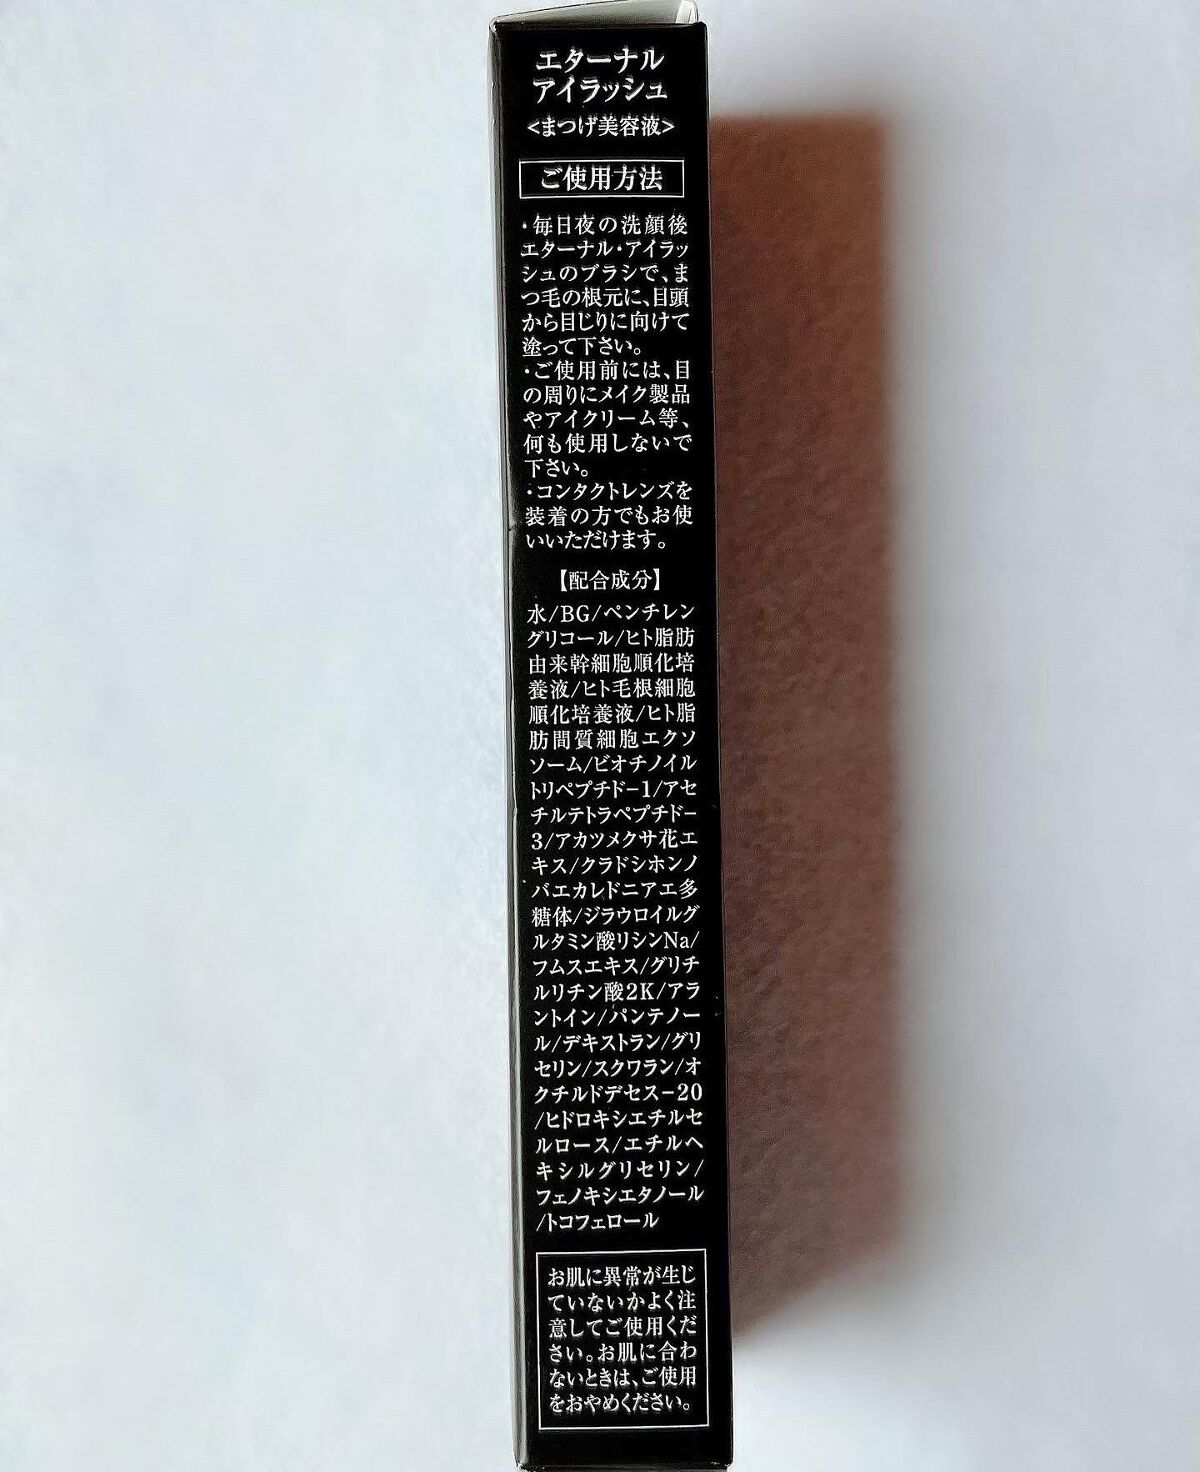 エターナル
アイラッシュ
<まつげ美容液>
ご使用方法
・毎日夜の洗顔後
エターナル・アイラッ
シュのブラシで、ま
つ毛の根元に、目頭
から目じりに向けて
塗って下さい。
・ご使用前には、目
の周りにメイク製品
やアイクリーム等、
何も使用しないで
下さい。
・コンタクトレンズを
装着の方でもお使
いいただけます。
【配合成分】
水/BG/ペンチレン
グリコール/ヒト脂肪
由来幹細胞順化培
養液/ヒト毛根細胞
順化培養液/ヒト脂
肪間質細胞エクソ
ソーム/ビオチノイル
トリペプチド-1/アセ
チルテトラペプチド-
3/アカツメクサ花エ
キス/クラドシホンノ
バエカレドニアエ多
糖体/ジラウロイルグ
ルタミン酸リシンNa/
フムスエキス/グリチ
ルリチン酸2K/アラ
ントイン/パンテノー
ル/デキストラン/グリ
セリン/スクワラン/オ
クチルドデセス-20
/ヒドロキシエチルセ
ルロース/エチルヘ
キシルグリセリン/
フェノキシエタノール
/トコフェロール
お肌に異常が生じ
ていないかよく注
意してご使用くだ
さい。お肌に合わ
ないときは、ご使用
をおやめください。